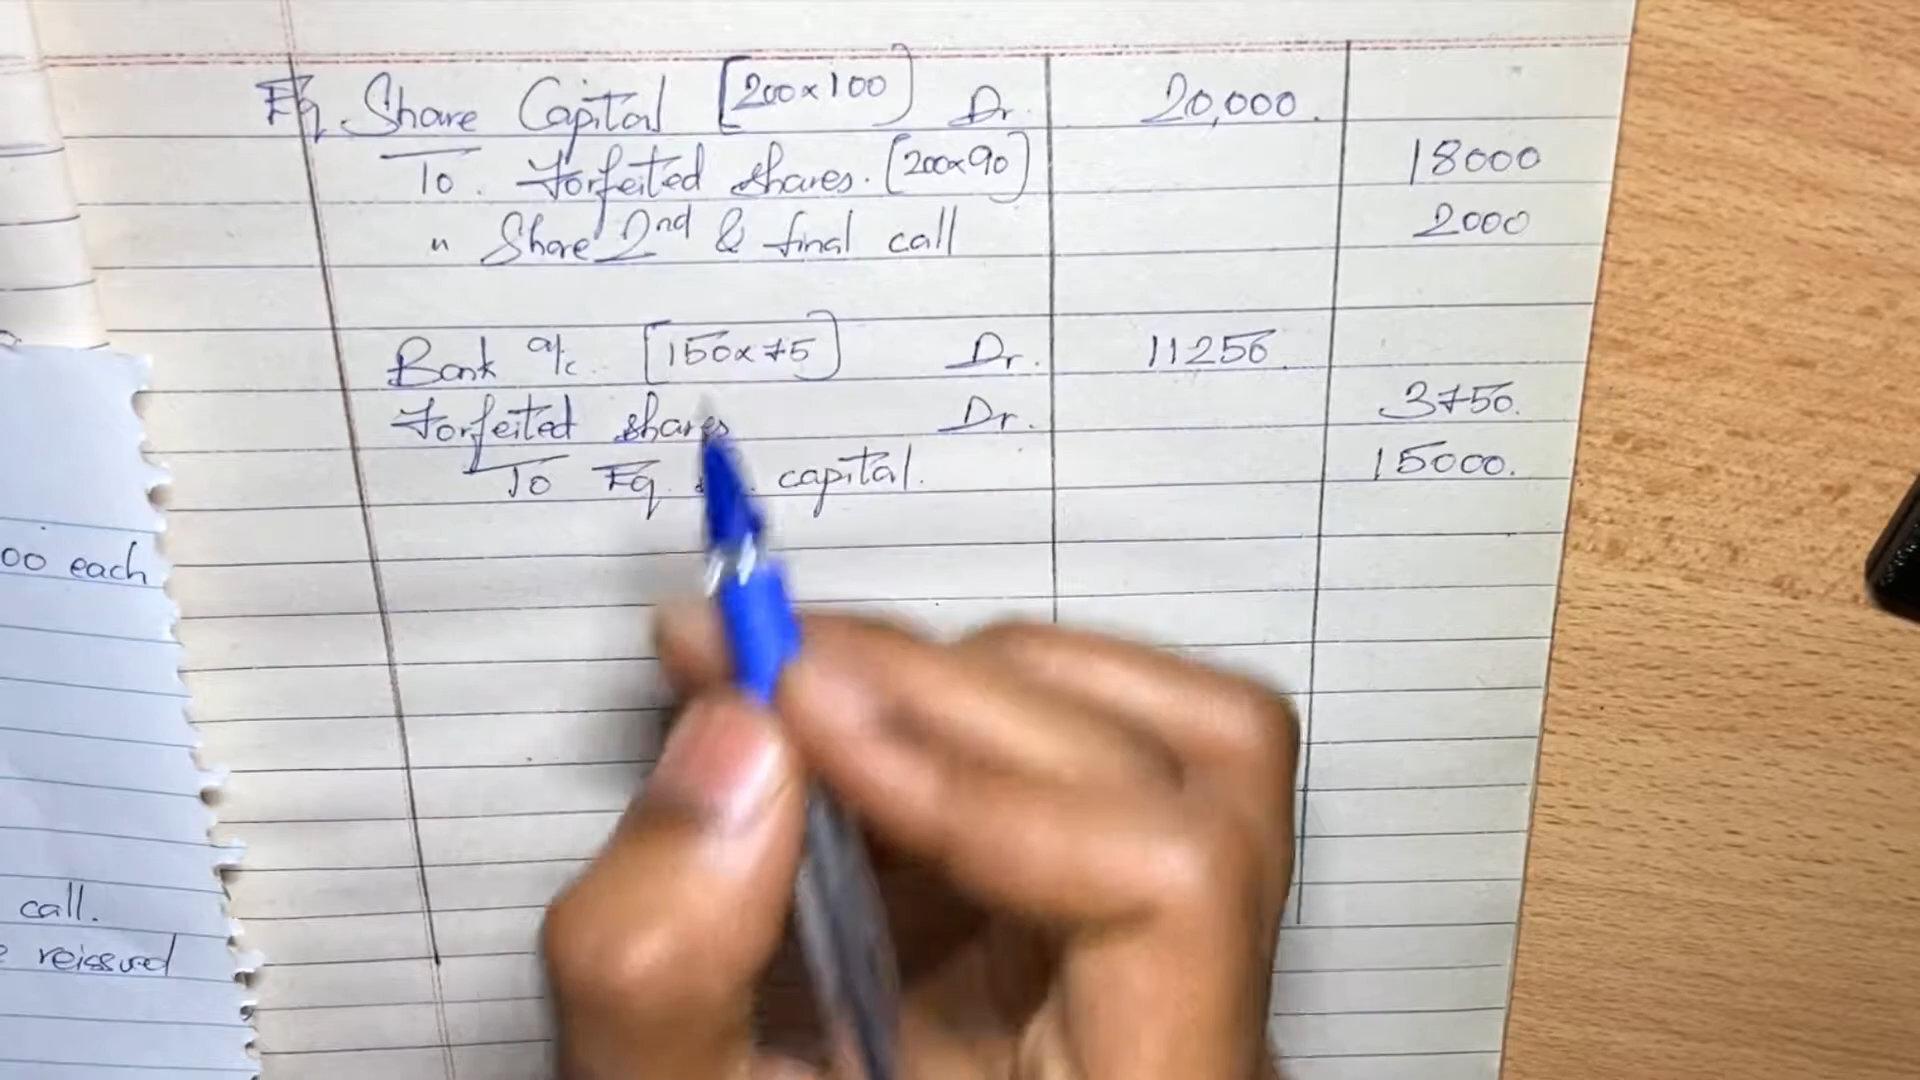 Eq Share Capital [200x100] Dr. 20,000.
To. Forfeited shares. [200x90] 18000
" Share 2nd & final call 2000
Bank a/c. [150x75] Dr. 11250
Forfeited shares Dr. 3750.
To Eq. capital. 15000.
00 each
call.
reissued